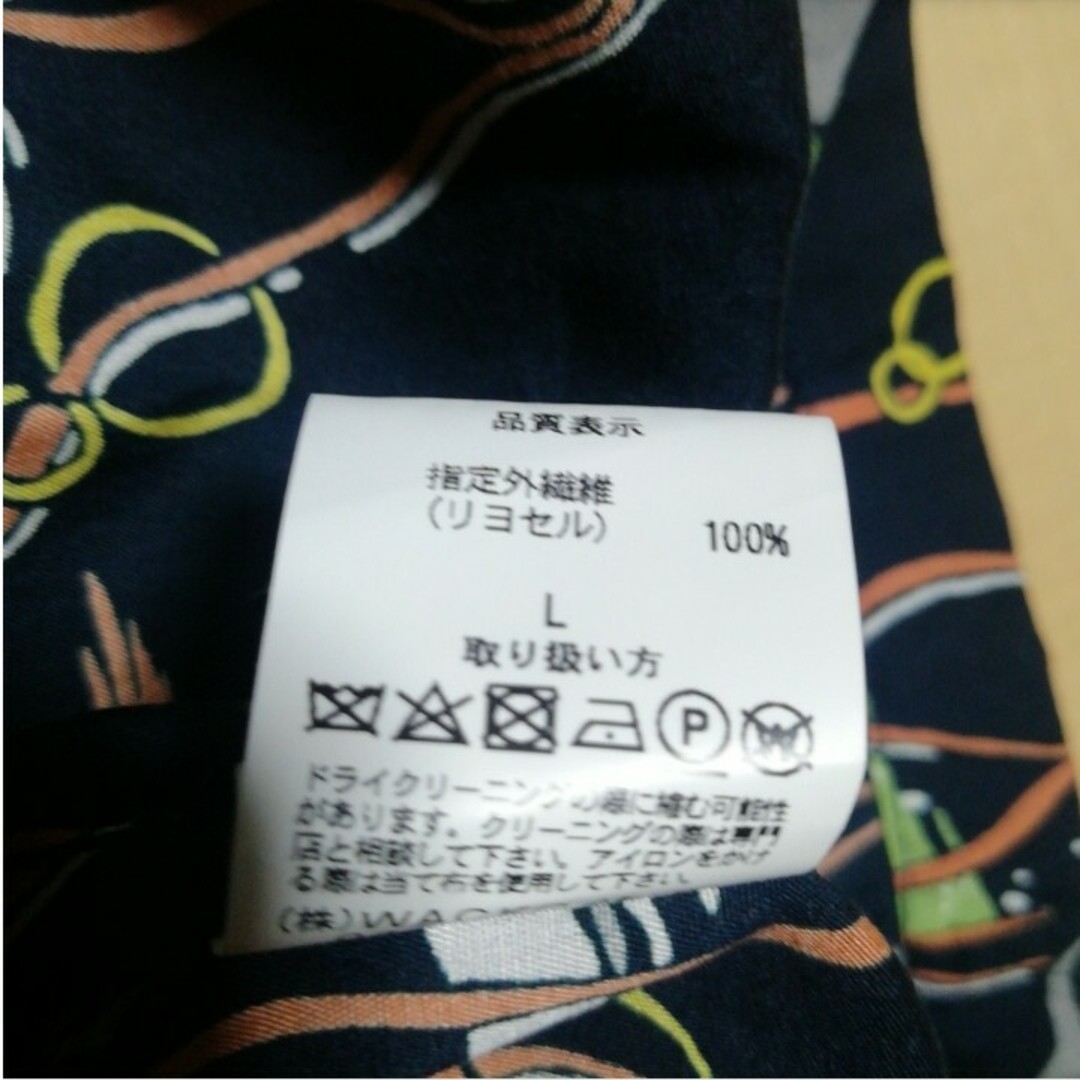 品質表示
指定外繊維
(リヨセル) 100%
L
取り扱い方
P
W
ドライクリーニングの際に縮む可能性
があります。クリーニングの際は専門
店と相談して下さい。アイロンをかけ
る際は当て布を使用して下さい。
(株)